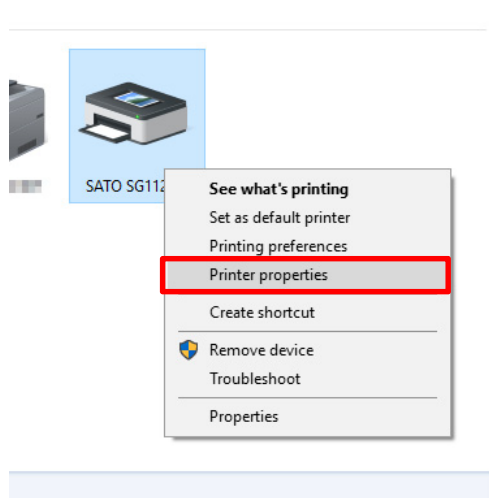 SATO SG112
See what's printing
Set as default printer
Printing preferences
Printer properties
Create shortcut
Remove device
Troubleshoot
Properties